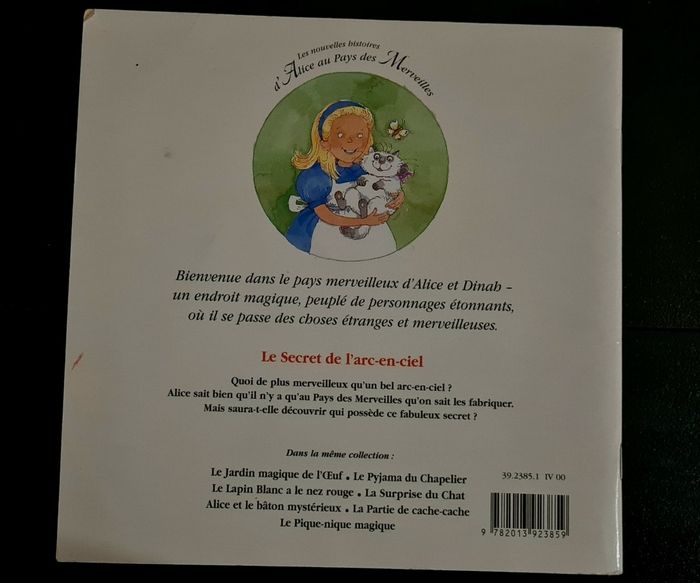 Les nouvelles histoires
d'Alice au Pays des Merveilles
Bienvenue dans le pays merveilleux d'Alice et Dinah –
un endroit magique, peuplé de personnages étonnants,
où il se passe des choses étranges et merveilleuses.
Le Secret de l'arc-en-ciel
Quoi de plus merveilleux qu'un bel arc-en-ciel ?
Alice sait bien qu'il n'y a qu'au Pays des Merveilles qu'on sait les fabriquer.
Mais saura-t-elle découvrir qui possède ce fabuleux secret ?
Dans la même collection :
Le Jardin magique de l'Œuf • Le Pyjama du Chapelier
Le Lapin Blanc a le nez rouge • La Surprise du Chat
Alice et le bâton mystérieux • La Partie de cache-cache
Le Pique-nique magique
39.2385.1 IV 00
9 782013 923859